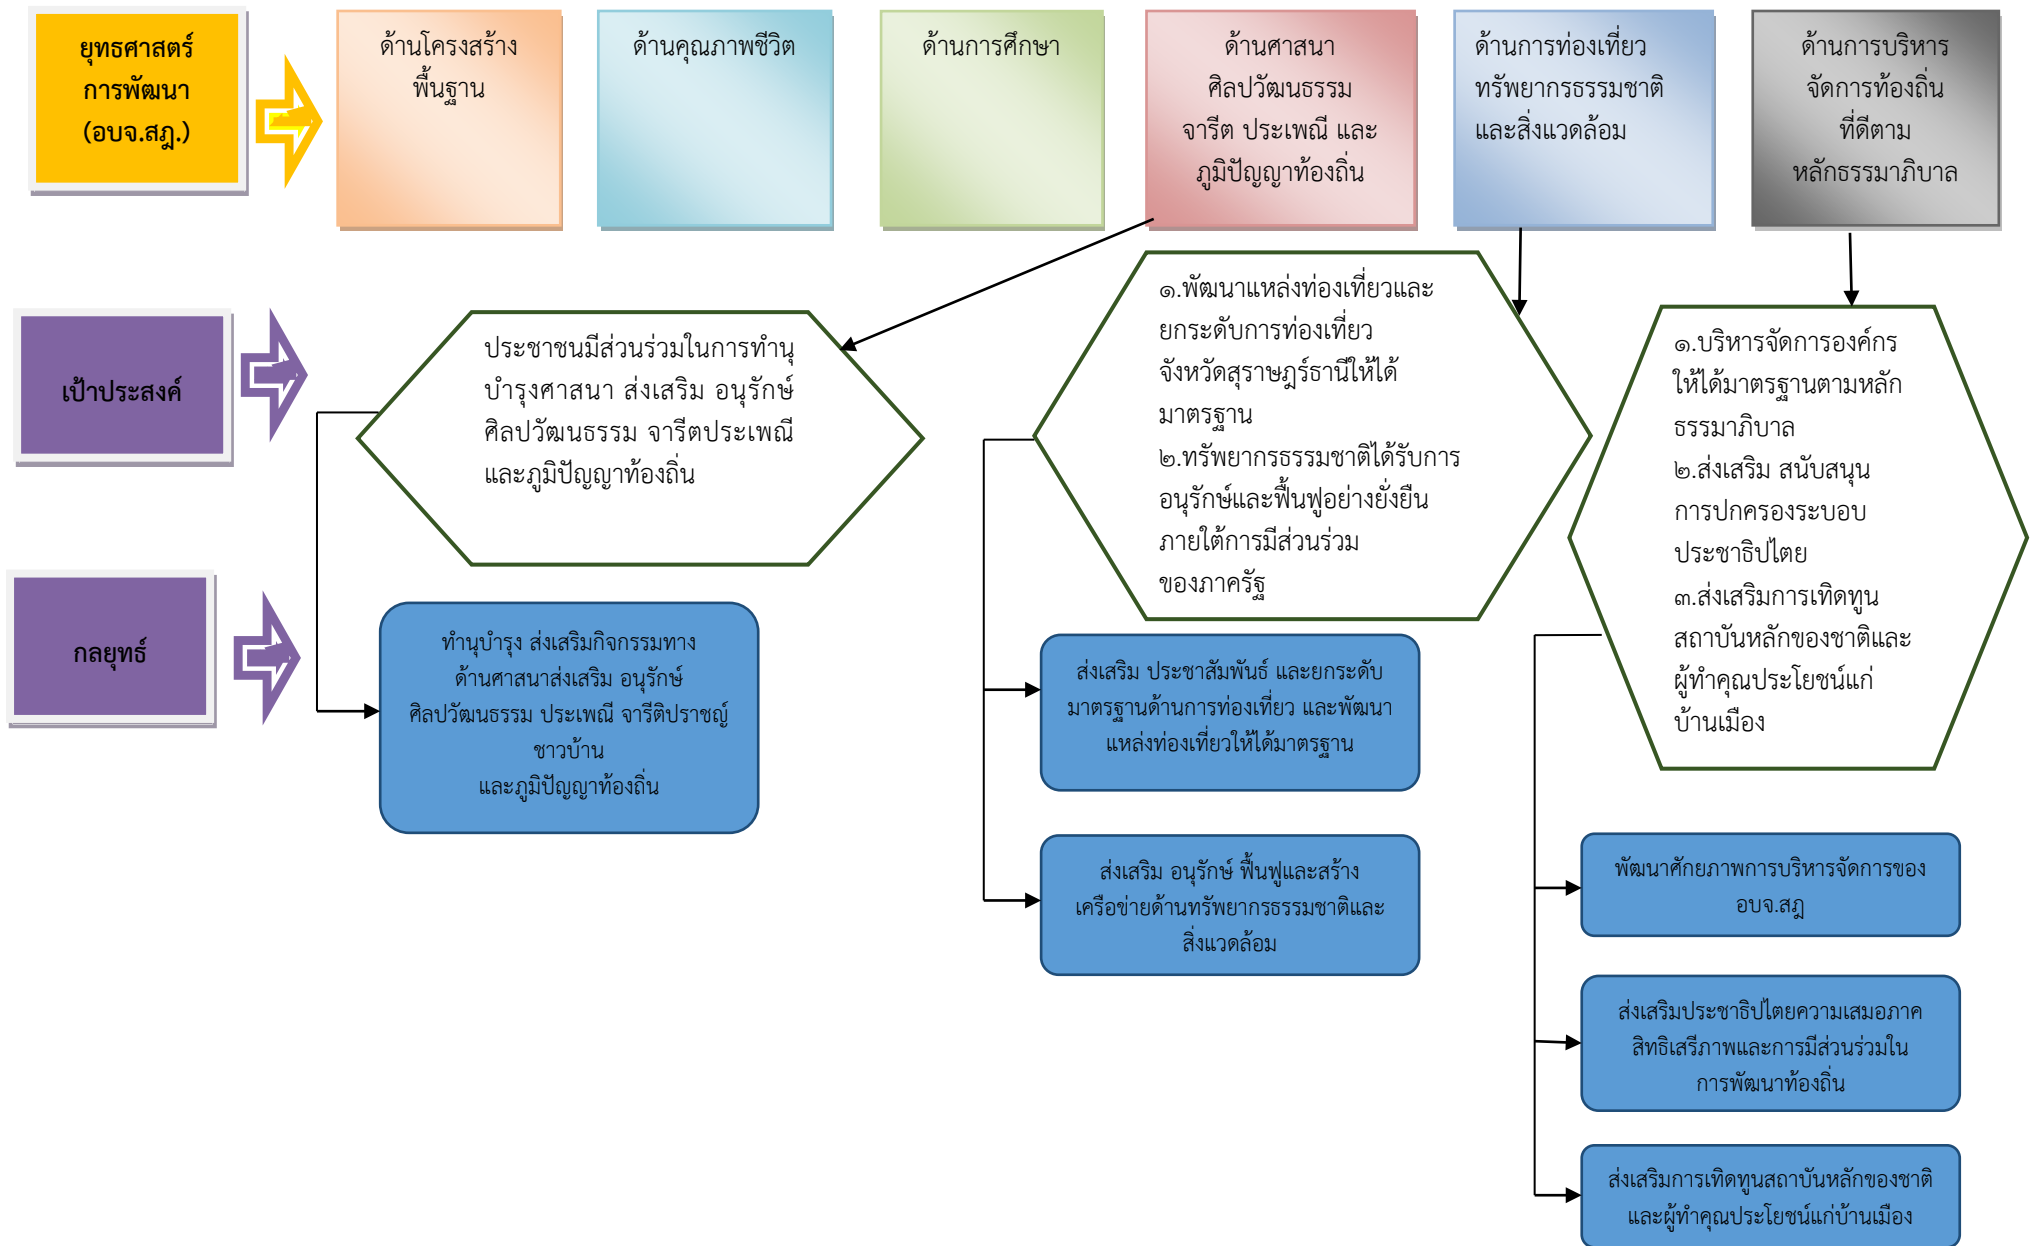 ยุทธศาสตร์
การพัฒนา
(อบจ.สฎ.)
ด้านโครงสร้าง
พื้นฐาน
ด้านคุณภาพชีวิต
ด้านการศึกษา
ด้านศาสนา
ศิลปวัฒนธรรม
จารีต ประเพณี และ
ภูมิปัญญาท้องถิ่น
ด้านการท่องเที่ยว
ทรัพยากรธรรมชาติ
และสิ่งแวดล้อม
ด้านการบริหาร
จัดการท้องถิ่น
ที่ดีตาม
หลักธรรมาภิบาล
เป้าประสงค์
ประชาชนมีส่วนร่วมในการทำนุ
บำรุงศาสนา ส่งเสริม อนุรักษ์
ศิลปวัฒนธรรม จารีตประเพณี
และภูมิปัญญาท้องถิ่น
๑.พัฒนาแหล่งท่องเที่ยวและ
ยกระดับการท่องเที่ยว
จังหวัดสุราษฎร์ธานีให้ได้
มาตรฐาน
๒.ทรัพยากรธรรมชาติได้รับการ
อนุรักษ์และฟื้นฟูอย่างยั่งยืน
ภายใต้การมีส่วนร่วม
ของภาครัฐ
๑.บริหารจัดการองค์กร
ให้ได้มาตรฐานตามหลัก
ธรรมาภิบาล
๒.ส่งเสริม สนับสนุน
การปกครองระบอบ
ประชาธิปไตย
๓.ส่งเสริมการเทิดทูน
สถาบันหลักของชาติและ
ผู้ทำคุณประโยชน์แก่
บ้านเมือง
กลยุทธ์
ทำนุบำรุง ส่งเสริมกิจกรรมทาง
ด้านศาสนาส่งเสริม อนุรักษ์
ศิลปวัฒนธรรม ประเพณี จารีติปราชญ์
ชาวบ้าน
และภูมิปัญญาท้องถิ่น
ส่งเสริม ประชาสัมพันธ์ และยกระดับ
มาตรฐานด้านการท่องเที่ยว และพัฒนา
แหล่งท่องเที่ยวให้ได้มาตรฐาน
ส่งเสริม อนุรักษ์ ฟื้นฟูและสร้าง
เครือข่ายด้านทรัพยากรธรรมชาติและ
สิ่งแวดล้อม
พัฒนาศักยภาพการบริหารจัดการของ
อบจ.สฎ
ส่งเสริมประชาธิปไตยความเสมอภาค
สิทธิเสรีภาพและการมีส่วนร่วมใน
การพัฒนาท้องถิ่น
ส่งเสริมการเทิดทูนสถาบันหลักของชาติ
และผู้ทำคุณประโยชน์แก่บ้านเมือง